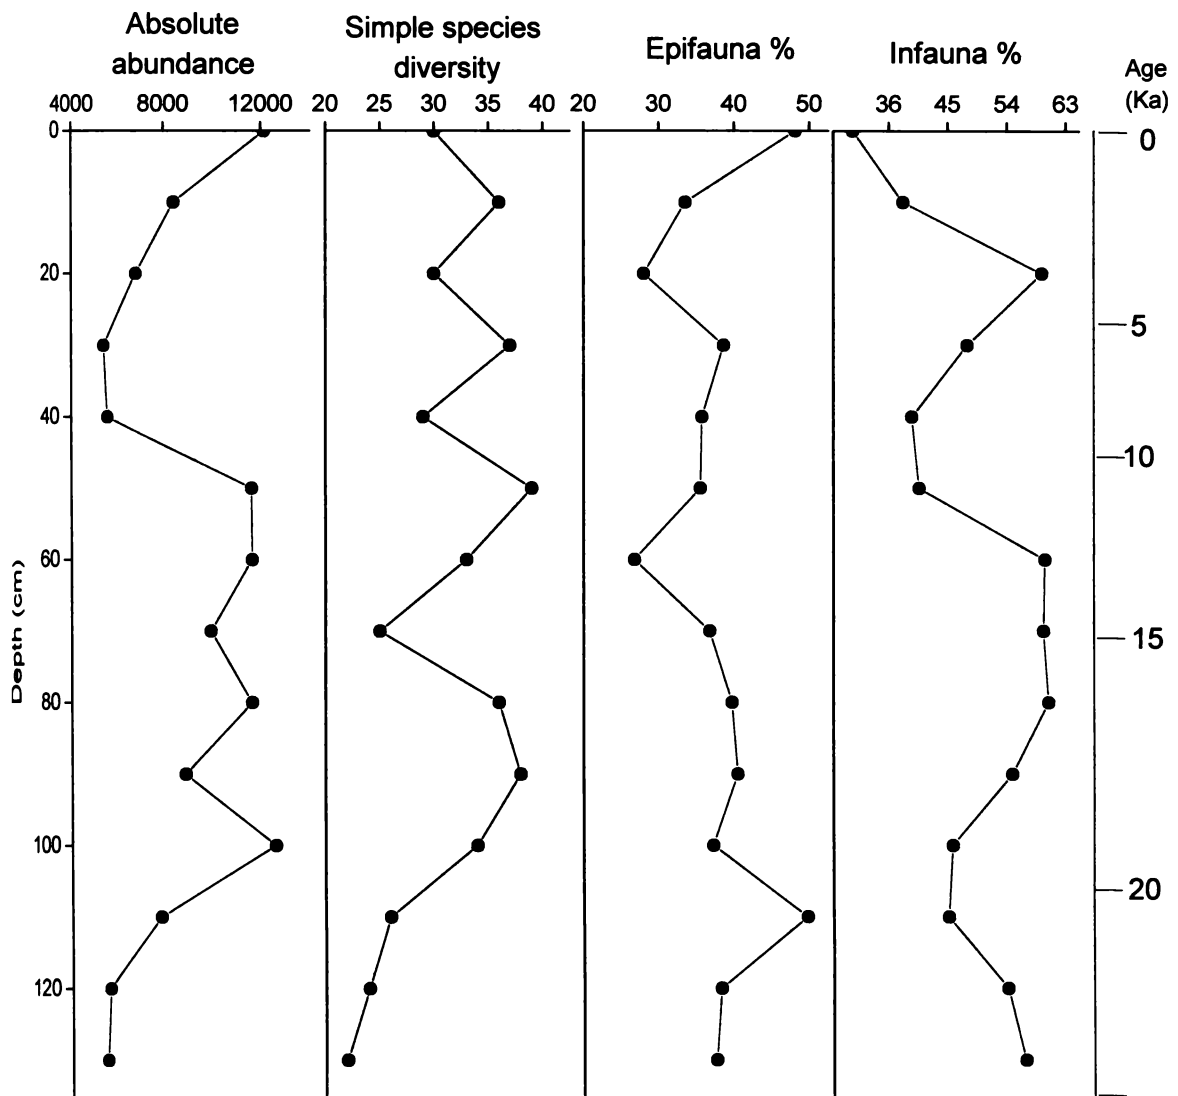 Absolute
abundance
Simple species
diversity
Epifauna %
Infauna %
Age
(Ka)
4000 8000 12000 20 25 30 35 40 20 30 40 50 36 45 54 63
0
20
40
60
80
100
120
Depth (cm)
0
5
10
15
20